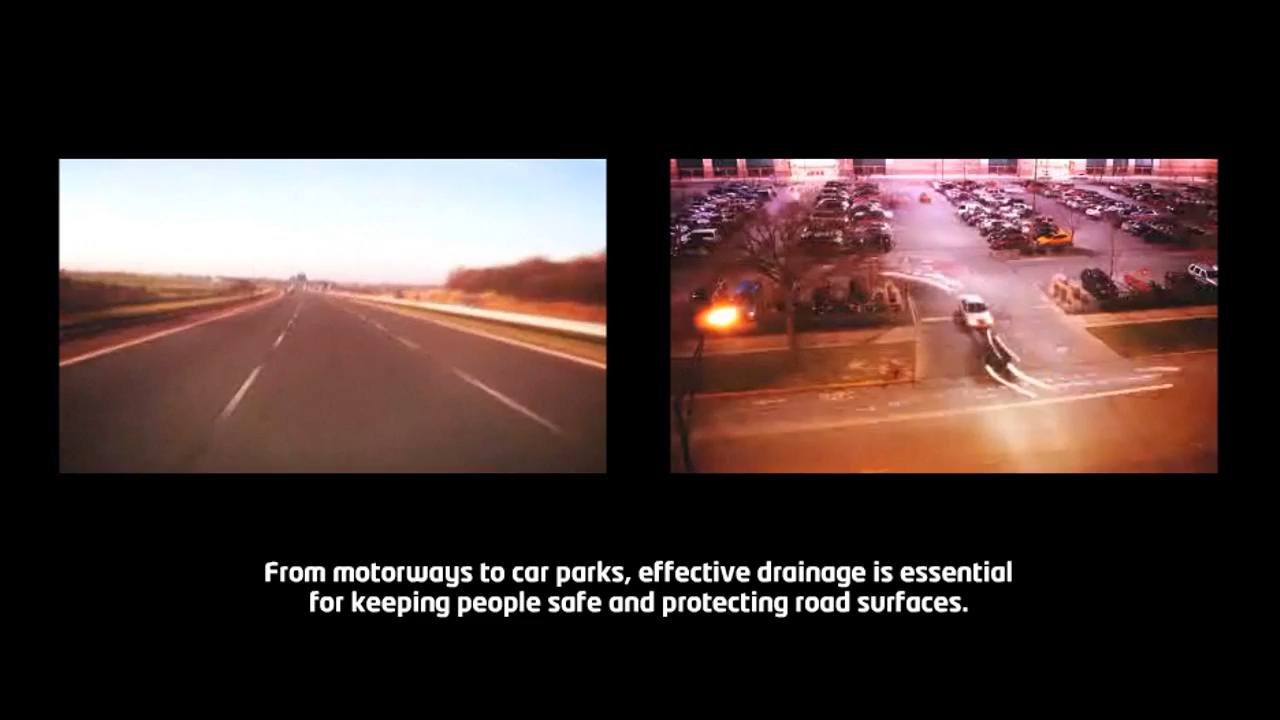 From motorways to car parks, effective drainage is essential
for keeping people safe and protecting road surfaces.